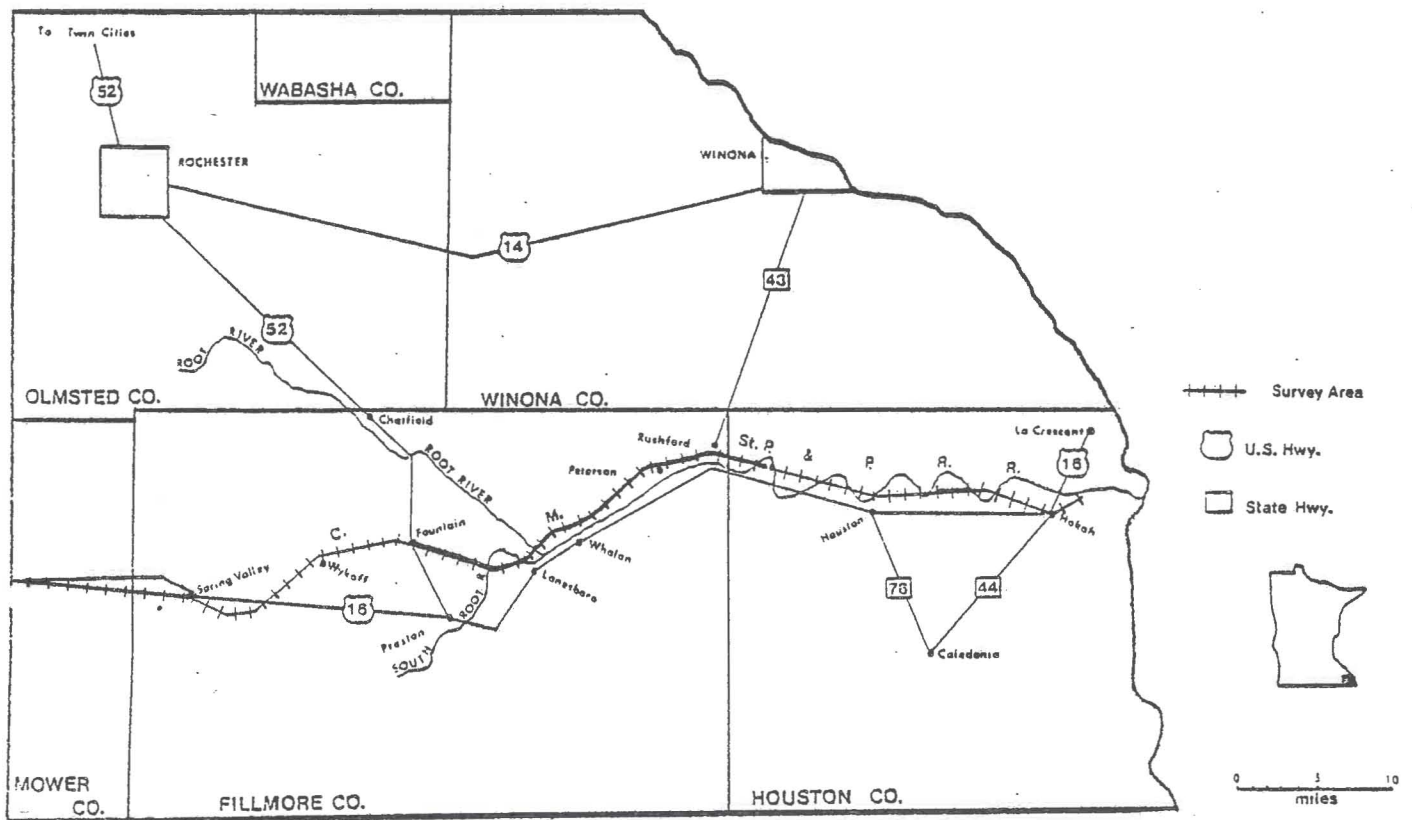 To Twin Cities
52
WABASHA CO.
ROCHESTER
WINONA
14
43
52
ROOT RIVER
OLMSTED CO.
WINONA CO.
Chatfield
ROOT RIVER
Rushford
St. P. & P. R. R.
La Crescent
16
Peterson
C. M.
Fountain
Whalan
Houston
Hokah
Spring Valley
Wykoff
Lanesboro
16
76
44
Preston
SOUTH ROOT R.
Caledonia
MOWER
CO.
FILLMORE CO.
HOUSTON CO.
Survey Area
U.S. Hwy.
State Hwy.
0 5 10
miles